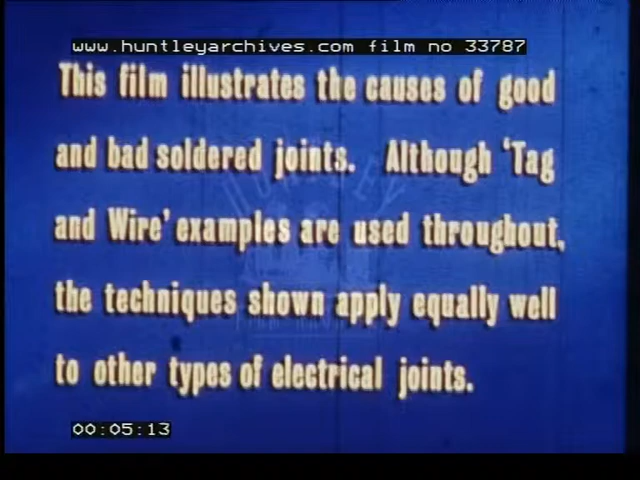 www.huntleyarchives.com film no 33787
This film illustrates the causes of good
and bad soldered joints. Although 'Tag
and Wire' examples are used throughout,
the techniques shown apply equally well
to other types of electrical joints.
HUNTLEY
00:05:13